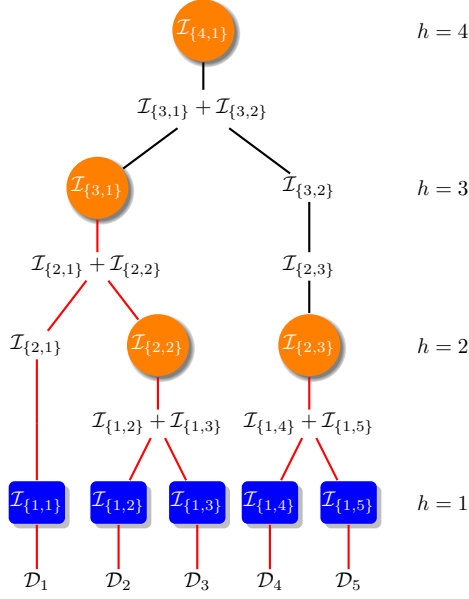 𝓘{4,1} h = 4
𝓘{3,1} + 𝓘{3,2}
𝓘{3,1} 𝓘{3,2} h = 3
𝓘{2,1} + 𝓘{2,2} 𝓘{2,3}
𝓘{2,1} 𝓘{2,2} 𝓘{2,3} h = 2
𝓘{1,2} + 𝓘{1,3} 𝓘{1,4} + 𝓘{1,5}
𝓘{1,1} 𝓘{1,2} 𝓘{1,3} 𝓘{1,4} 𝓘{1,5} h = 1
𝓓₁ 𝓓₂ 𝓓₃ 𝓓₄ 𝓓₅